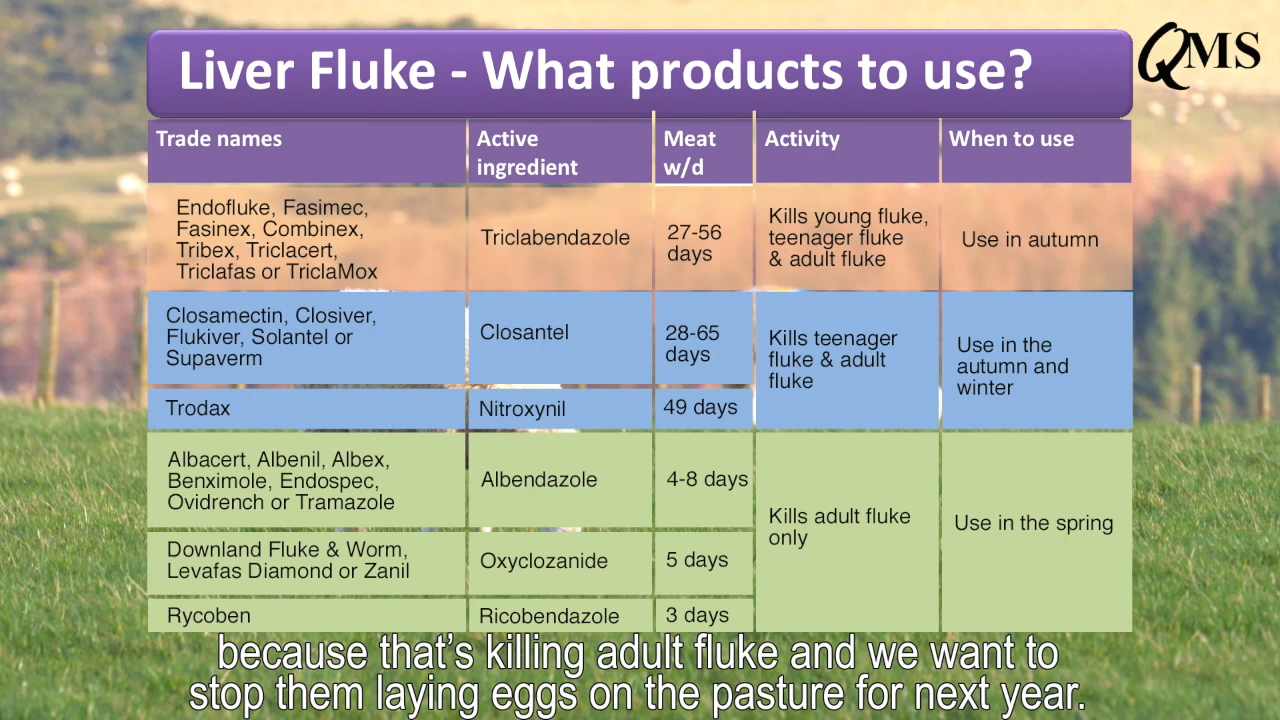 Liver Fluke - What products to use?
QMS
Trade names
Active
ingredient
Meat
w/d
Activity
When to use
Endofluke, Fasimec,
Fasinex, Combinex,
Tribex, Triclacert,
Triclafas or TriclaMox
Triclabendazole
27-56
days
Kills young fluke,
teenager fluke
& adult fluke
Use in autumn
Closamectin, Closiver,
Flukiver, Solantel or
Supaverm
Closantel
28-65
days
Kills teenager
fluke & adult
fluke
Use in the
autumn and
winter
Trodax
Nitroxynil
49 days
Albacert, Albenil, Albex,
Benximole, Endospec,
Ovidrench or Tramazole
Albendazole
4-8 days
Kills adult fluke
only
Use in the spring
Downland Fluke & Worm,
Levafas Diamond or Zanil
Oxyclozanide
5 days
Rycoben
Ricobendazole
3 days
because that’s killing adult fluke and we want to
stop them laying eggs on the pasture for next year.